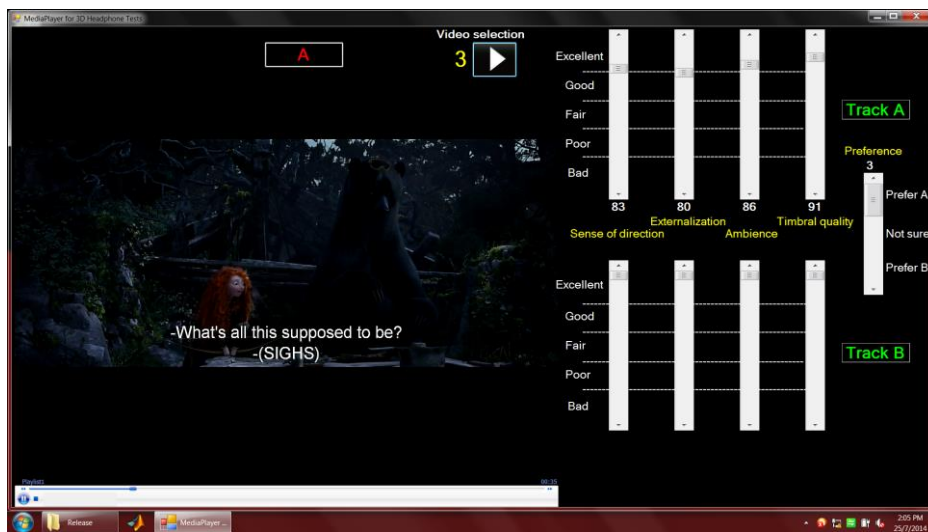 MediaPlayer for 3D Headphone Tests
A
Video selection
3
Excellent
Good
Fair
Poor
Bad
83
80
86
91
Sense of direction
Externalization
Ambience
Timbral quality
Track A
Preference
3
Prefer A
Not sure
Prefer B
Excellent
Good
Fair
Poor
Bad
Track B
-What's all this supposed to be?
-(SIGHS)
Playlist1
00:35
Release
MediaPlayer ...
2:05 PM
25/7/2014